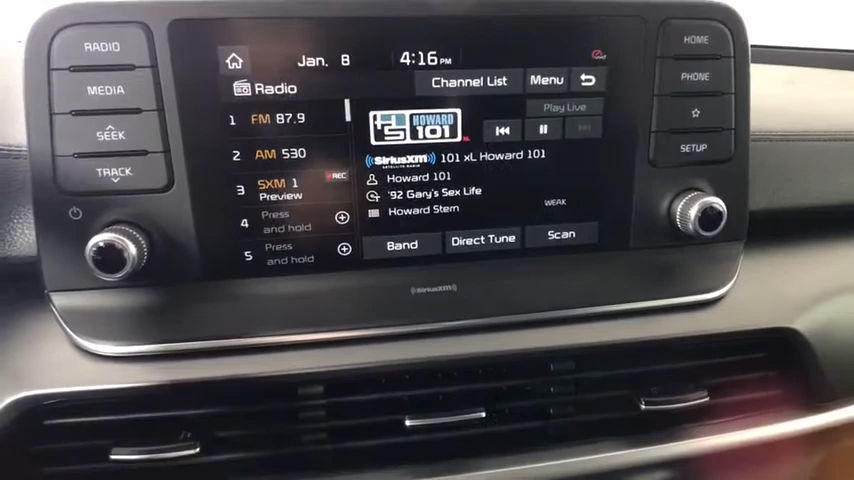 RADIO
MEDIA
SEEK
TRACK
Jan. 8 4:16 PM
Radio
Channel List Menu
Play Live
1 FM 87.9
2 AM 530
3 SXM 1 REC
Preview
4 Press
and hold
5 Press
and hold
HS HOWARD
101 XL
SiriusXM 101 xL Howard 101
SATELLITE RADIO
Howard 101
'92 Gary's Sex Life
Howard Stern
WEAK
Band Direct Tune Scan
HOME
PHONE
SETUP
SiriusXM